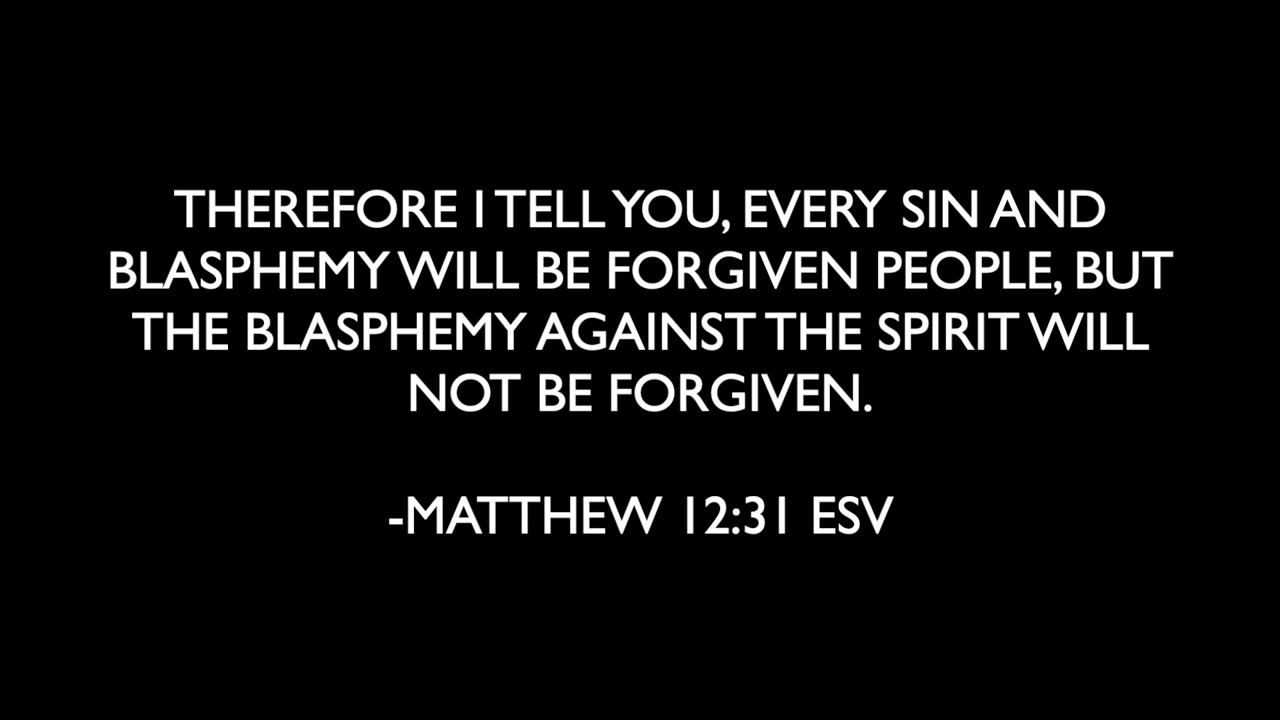 THEREFORE I TELL YOU, EVERY SIN AND
BLASPHEMY WILL BE FORGIVEN PEOPLE, BUT
THE BLASPHEMY AGAINST THE SPIRIT WILL
NOT BE FORGIVEN.
-MATTHEW 12:31 ESV